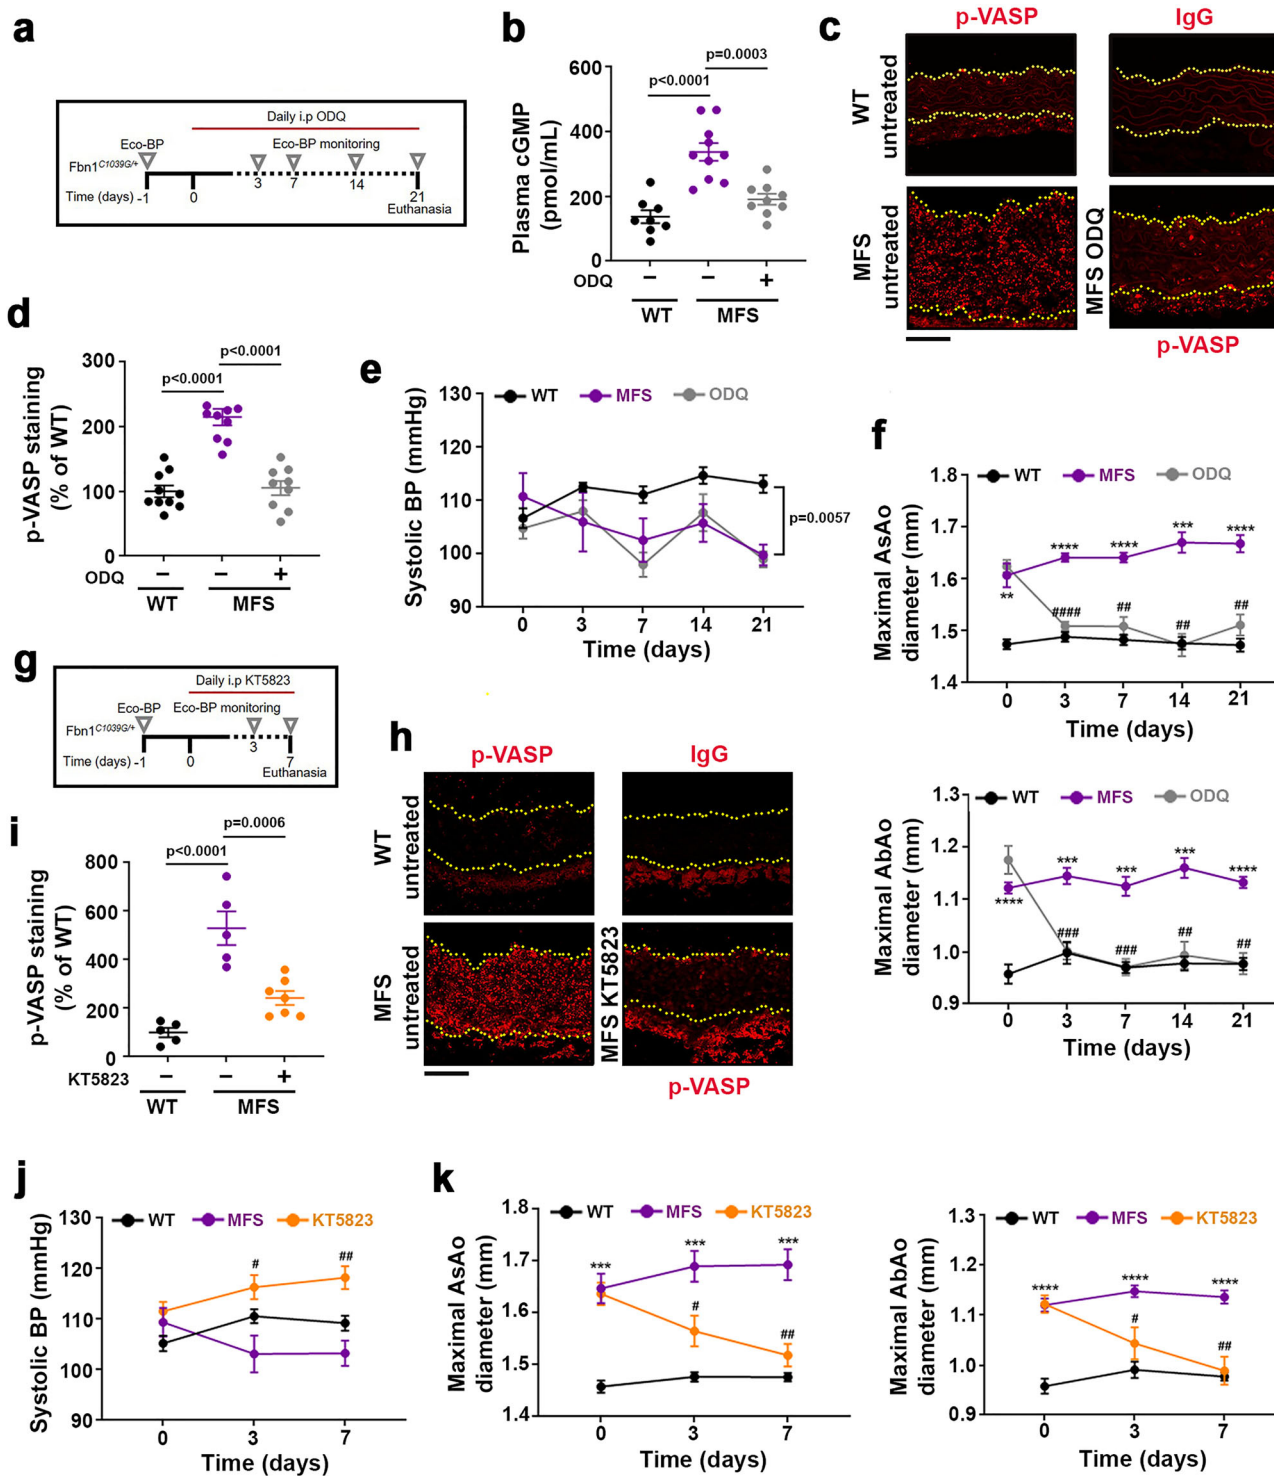 a
Daily i.p ODQ
Eco-BP
Eco-BP monitoring
Fbn1C1039G/+
3
7
14
21
Time (days)
-1
0
Euthanasia
b
p=0.0003
p<0.0001
600
400
200
0
Plasma cGMP
(pmol/mL)
ODQ
−
−
+
WT
MFS
c
p-VASP
IgG
WT
untreated
MFS
untreated
MFS ODQ
p-VASP
d
p<0.0001
p<0.0001
300
200
100
0
p-VASP staining
(% of WT)
ODQ
−
−
+
WT
MFS
e
130
120
110
100
90
WT
MFS
ODQ
Systolic BP (mmHg)
p=0.0057
0
3
7
14
21
Time (days)
f
1.8
1.7
1.6
1.5
1.4
WT
MFS
ODQ
Maximal AsAo
diameter (mm)
**
****
****
***
****
####
##
##
##
0
3
7
14
21
Time (days)
1.3
1.2
1.1
1.0
0.9
WT
MFS
ODQ
Maximal AbAo
diameter (mm)
****
***
***
***
****
###
###
##
##
0
3
7
14
21
Time (days)
g
Daily i.p KT5823
Eco-BP
Eco-BP monitoring
Fbn1C1039G/+
3
7
Time (days)
-1
0
Euthanasia
h
p-VASP
IgG
WT
untreated
MFS
untreated
MFS KT5823
p-VASP
i
p=0.0006
p<0.0001
800
600
400
200
0
p-VASP staining
(% of WT)
KT5823
−
−
+
WT
MFS
j
130
120
110
100
90
WT
MFS
KT5823
Systolic BP (mmHg)
#
##
0
3
7
Time (days)
k
1.8
1.7
1.6
1.5
1.4
WT
MFS
KT5823
Maximal AsAo
diameter (mm)
***
***
***
#
##
0
3
7
Time (days)
1.3
1.2
1.1
1.0
0.9
WT
MFS
KT5823
Maximal AbAo
diameter (mm)
****
****
****
#
##
0
3
7
Time (days)